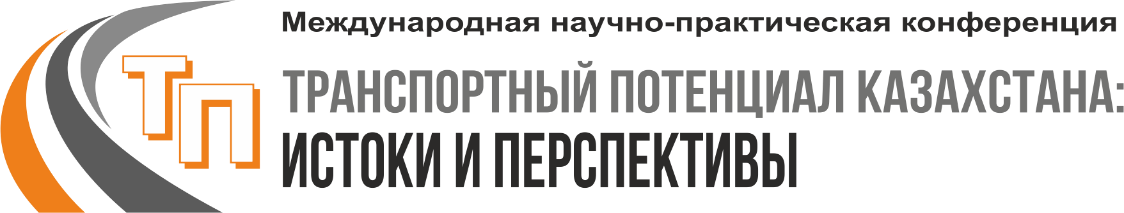 Международная научно-практическая конференция
ТП
ТРАНСПОРТНЫЙ ПОТЕНЦИАЛ КАЗАХСТАНА:
ИСТОКИ И ПЕРСПЕКТИВЫ